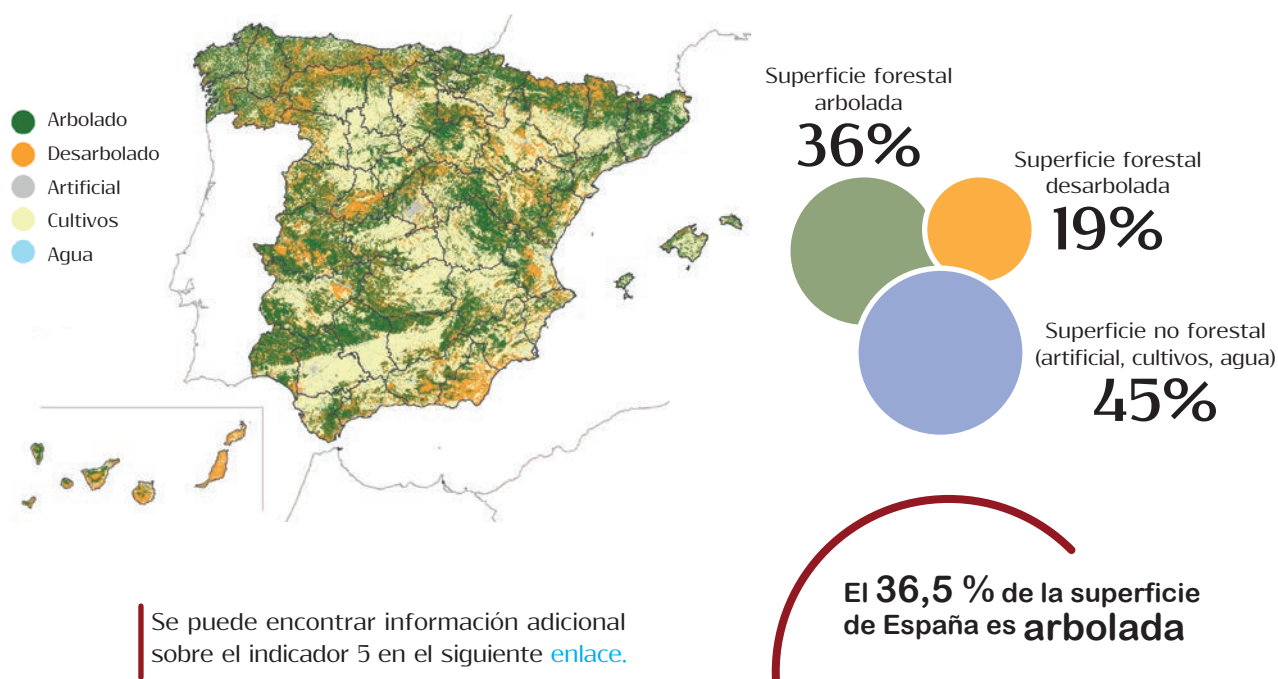 Arbolado
Desarbolado
Artificial
Cultivos
Agua
Superficie forestal
arbolada
36%
Superficie forestal
desarbolada
19%
Superficie no forestal
(artificial, cultivos, agua)
45%
El 36,5 % de la superficie
de España es arbolada
Se puede encontrar información adicional
sobre el indicador 5 en el siguiente enlace.